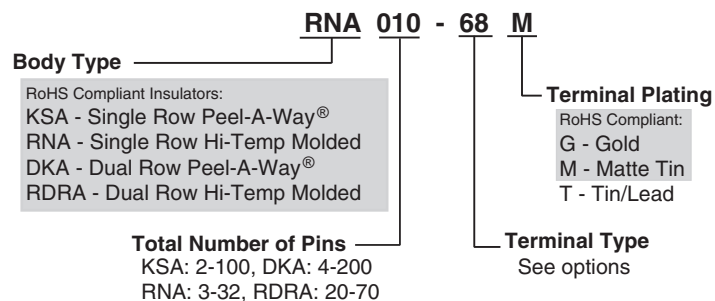 RNA 010 - 68 M
Body Type
RoHS Compliant Insulators:
KSA - Single Row Peel-A-Way®
RNA - Single Row Hi-Temp Molded
DKA - Dual Row Peel-A-Way®
RDRA - Dual Row Hi-Temp Molded
Terminal Plating
RoHS Compliant:
G - Gold
M - Matte Tin
T - Tin/Lead
Total Number of Pins
KSA: 2-100, DKA: 4-200
RNA: 3-32, RDRA: 20-70
Terminal Type
See options